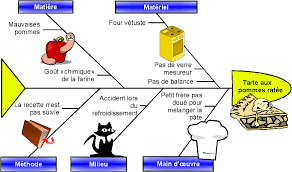 Matière
Matériel
Mauvaises
pommes
Four vétuste
Goût «chimique»
de la farine
Pas de verre
mesureur
Pas de balance
Tarte aux
pommes ratée
La recette n'est
pas suivie
Accident lors
du
refroidissement
Petit frère pas
doué pour
mélanger la
pâte
Méthode
Milieu
Main d'œuvre